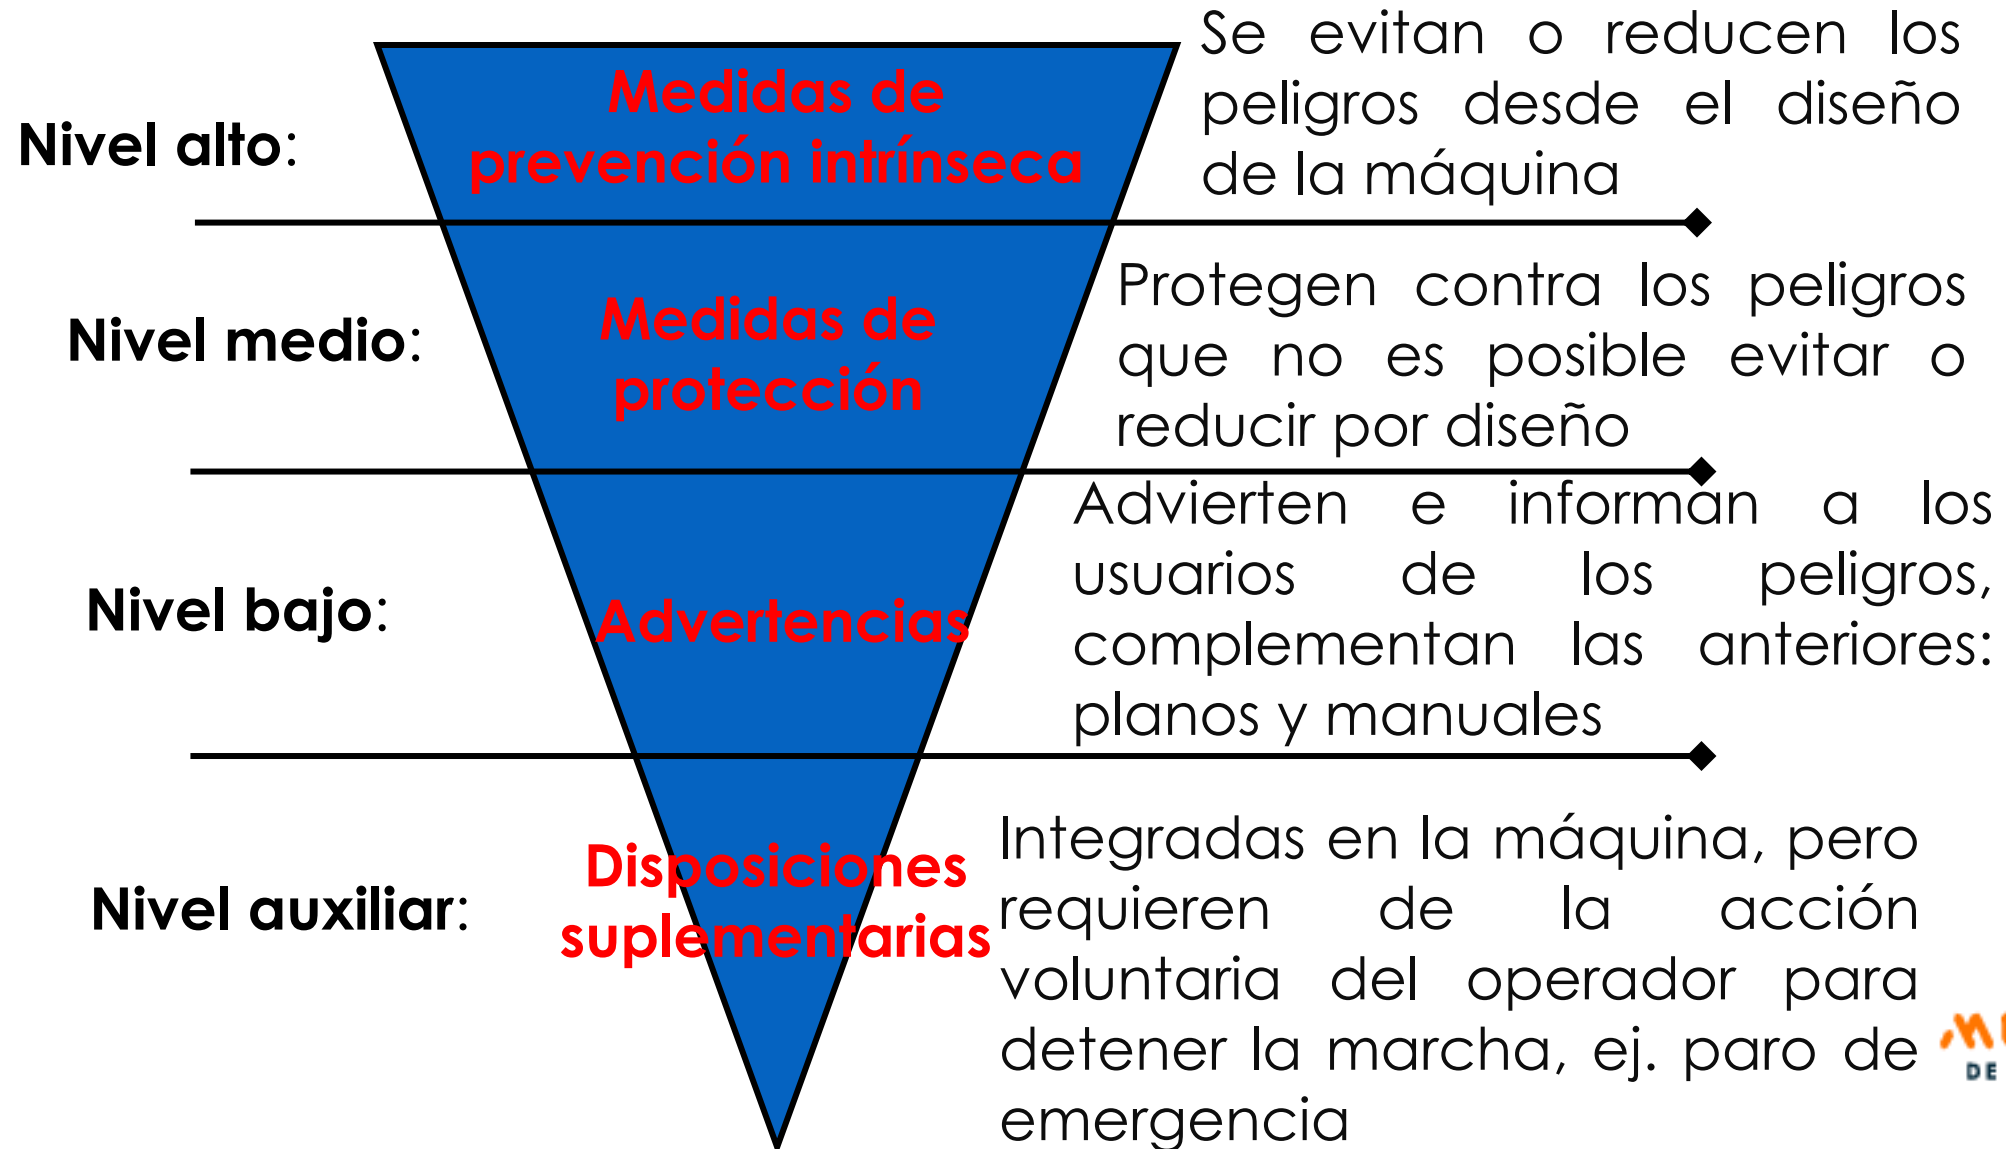 Nivel alto:
Medidas de
prevención intrínseca
Se evitan o reducen los
peligros desde el diseño
de la máquina
Nivel medio:
Medidas de
protección
Protegen contra los peligros
que no es posible evitar o
reducir por diseño
Nivel bajo:
Advertencias
Advierten e informan a los
usuarios de los peligros,
complementan las anteriores:
planos y manuales
Nivel auxiliar:
Disposiciones
suplementarias
Integradas en la máquina, pero
requieren de la acción
voluntaria del operador para
detener la marcha, ej. paro de
emergencia
DE